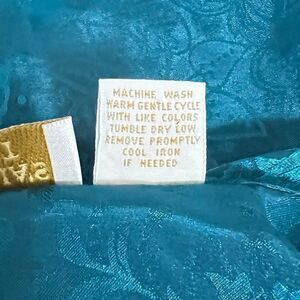 MACHINE WASH
WARM GENTLE CYCLE
WITH LIKE COLORS
TUMBLE DRY LOW
REMOVE PROMPTLY
COOL IRON
IF NEEDED